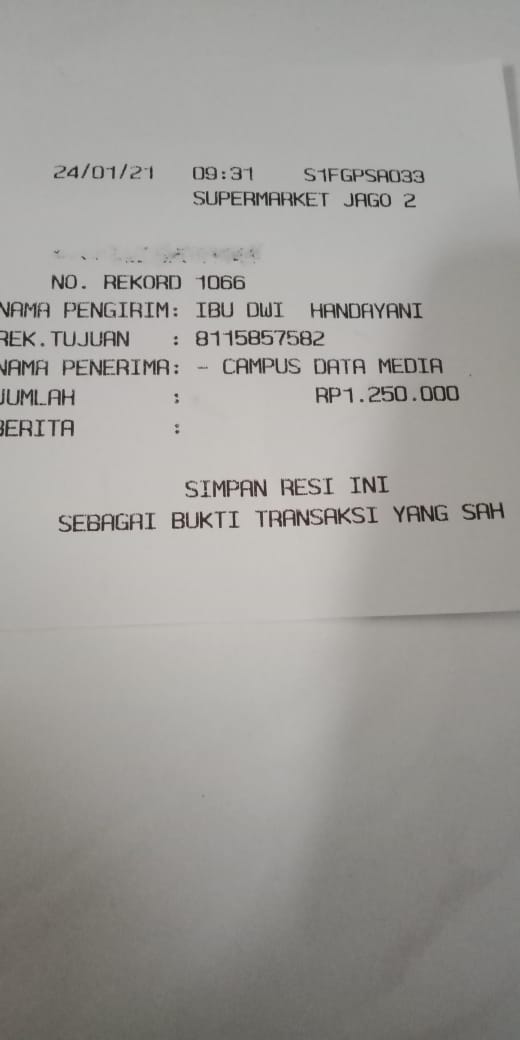 24/01/21 09:31 S1FGPSA033
SUPERMARKET JAGO 2
NO. REKORD 1066
NAMA PENGIRIM: IBU DWI HANDAYANI
REK.TUJUAN : 8115857582
NAMA PENERIMA: - CAMPUS DATA MEDIA
JUMLAH : RP1.250.000
BERITA :
SIMPAN RESI INI
SEBAGAI BUKTI TRANSAKSI YANG SAH